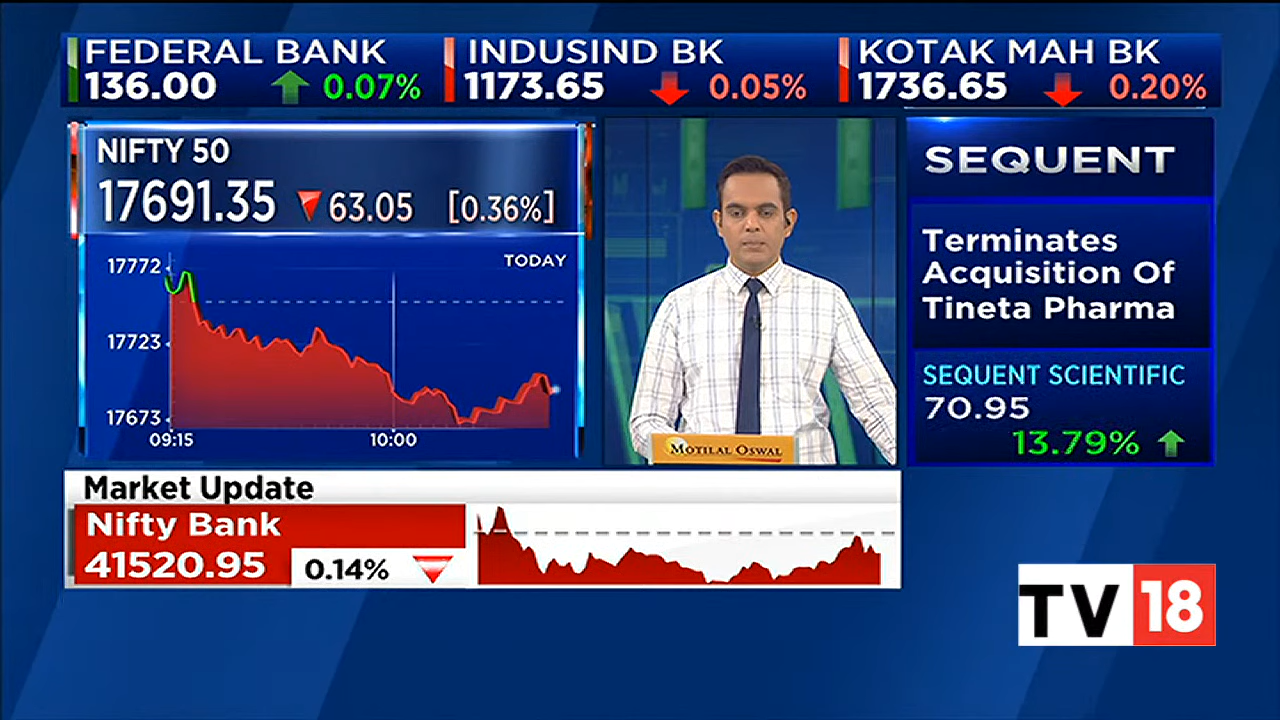 FEDERAL BANK
136.00 0.07%
INDUSIND BK
1173.65 0.05%
KOTAK MAH BK
1736.65 0.20%
NIFTY 50
17691.35 63.05 [0.36%]
TODAY
17772
17723
17673
09:15 10:00
MOTILAL OSWAL
SEQUENT
Terminates
Acquisition Of
Tineta Pharma
SEQUENT SCIENTIFIC
70.95
13.79%
Market Update
Nifty Bank
41520.95 0.14%
TV18